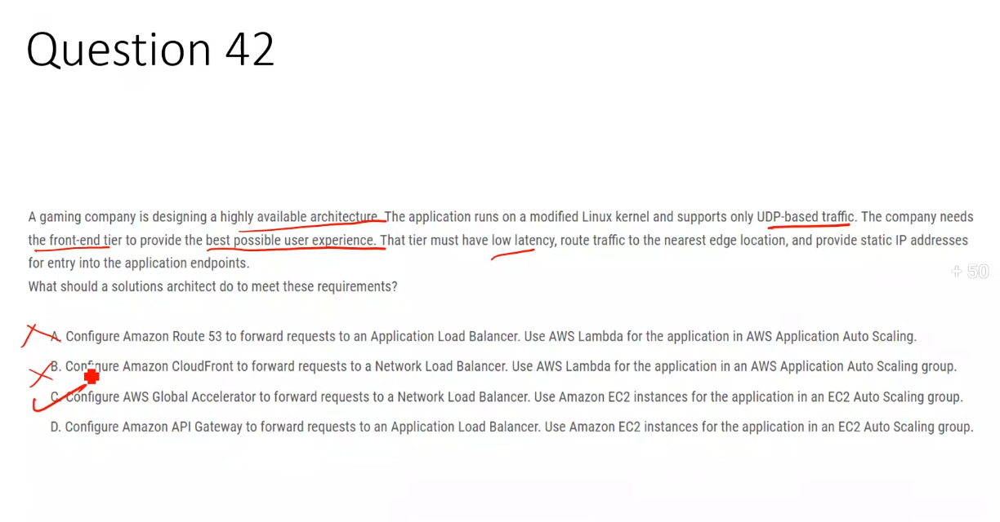 Question 42
A gaming company is designing a highly available architecture. The application runs on a modified Linux kernel and supports only UDP-based traffic. The company needs
the front-end tier to provide the best possible user experience. That tier must have low latency, route traffic to the nearest edge location, and provide static IP addresses
for entry into the application endpoints.
+ 50
What should a solutions architect do to meet these requirements?
A. Configure Amazon Route 53 to forward requests to an Application Load Balancer. Use AWS Lambda for the application in AWS Application Auto Scaling.
B. Configure Amazon CloudFront to forward requests to a Network Load Balancer. Use AWS Lambda for the application in an AWS Application Auto Scaling group.
C. Configure AWS Global Accelerator to forward requests to a Network Load Balancer. Use Amazon EC2 instances for the application in an EC2 Auto Scaling group.
D. Configure Amazon API Gateway to forward requests to an Application Load Balancer. Use Amazon EC2 instances for the application in an EC2 Auto Scaling group.